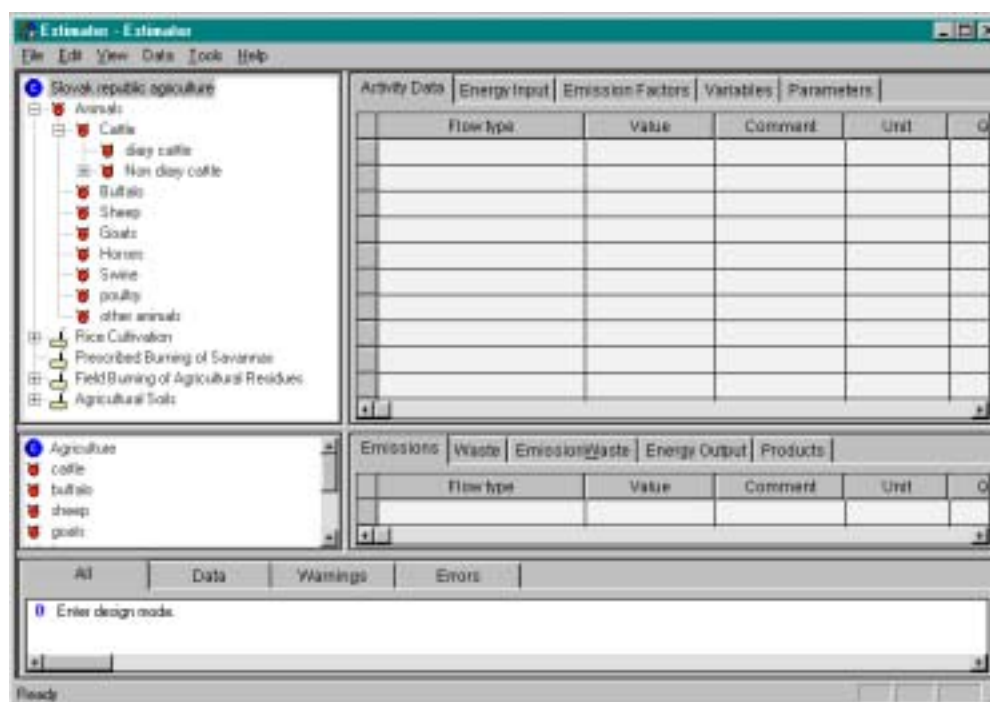 Estimator - Estimator
File Edit View Data Tools Help
Slovak republic agriculture
Animals
Cattle
diary cattle
Non diary cattle
Buffalo
Sheep
Goats
Horses
Swine
poultry
other animals
Rice Cultivation
Prescribed Burning of Savannas
Field Burning of Agricultural Residues
Agricultural Soils
Activity Data Energy Input Emission Factors Variables Parameters
Flow type Value Comment Unit
Agriculture
cattle
buffalo
sheep
goats
Emissions Waste EmissionWaste Energy Output Products
Flow type Value Comment Unit
All Data Warnings Errors
0 Enter design mode.
Ready